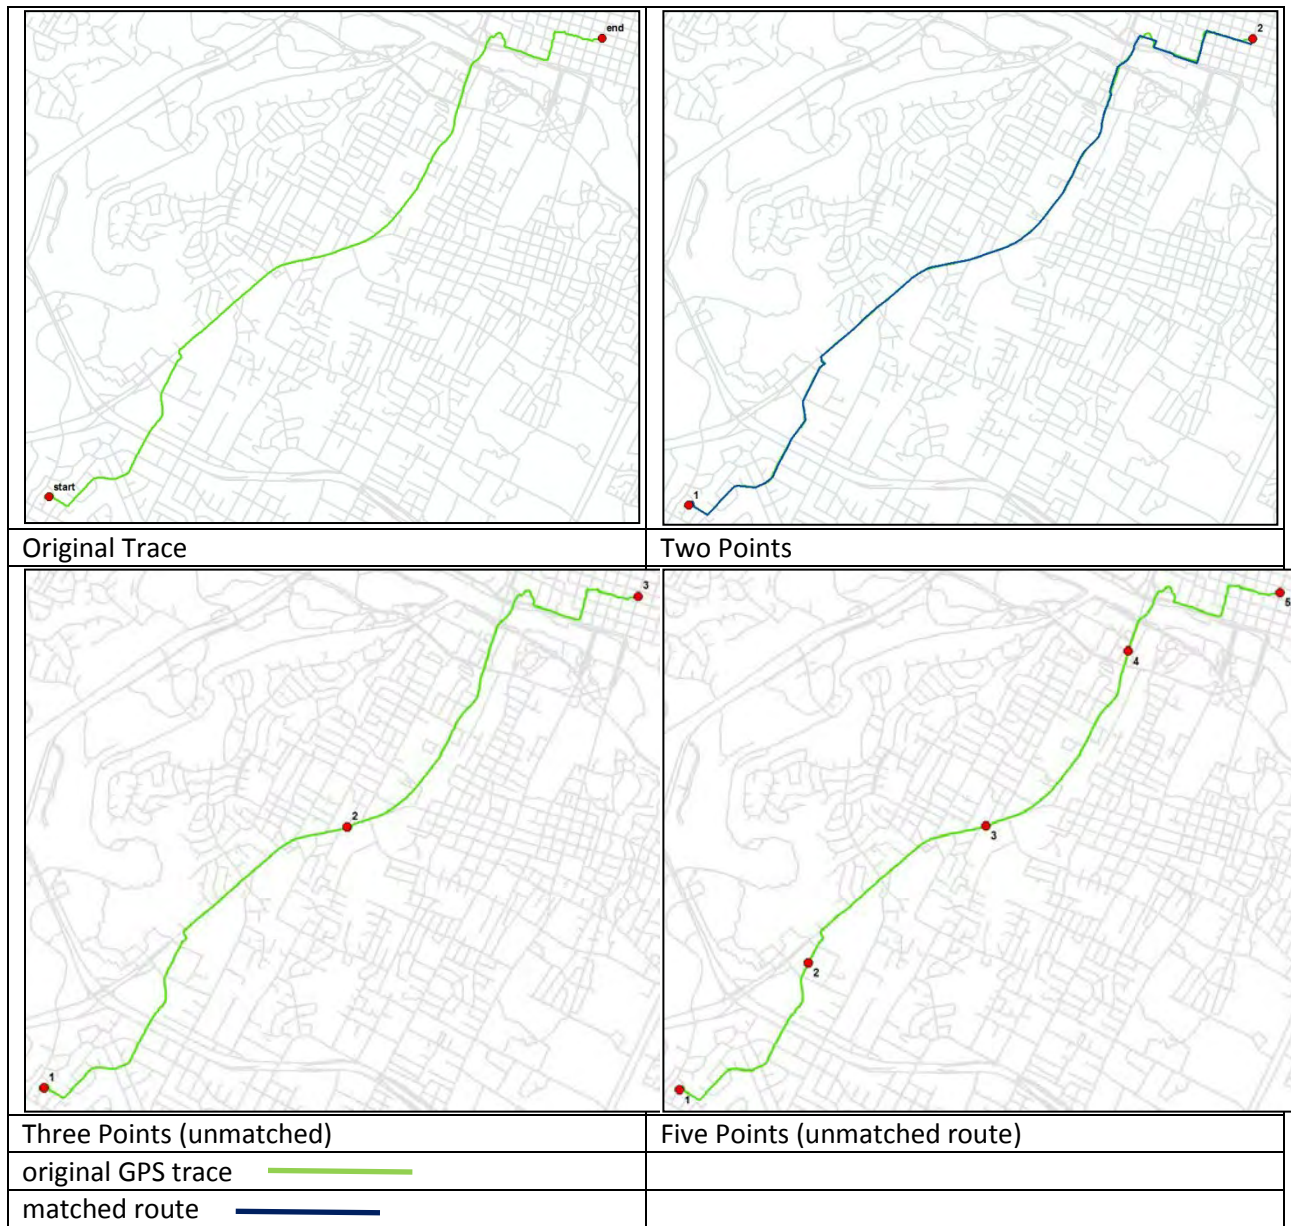 end
start
2
1
Original Trace
Two Points
3
2
1
5
4
3
2
1
Three Points (unmatched)
Five Points (unmatched route)
original GPS trace
matched route